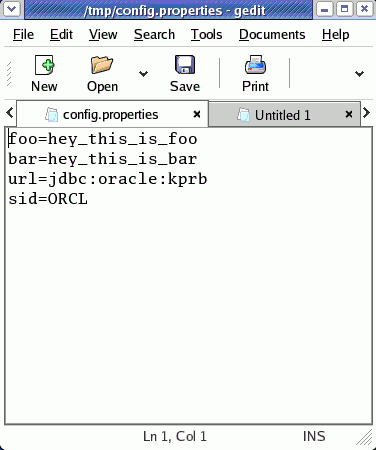 /tmp/config.properties - gedit
File Edit View Search Tools Documents Help
New Open Save Print
config.properties Untitled 1
foo=hey_this_is_foo
bar=hey_this_is_bar
url=jdbc:oracle:kprb
sid=ORCL
Ln 1, Col 1 INS